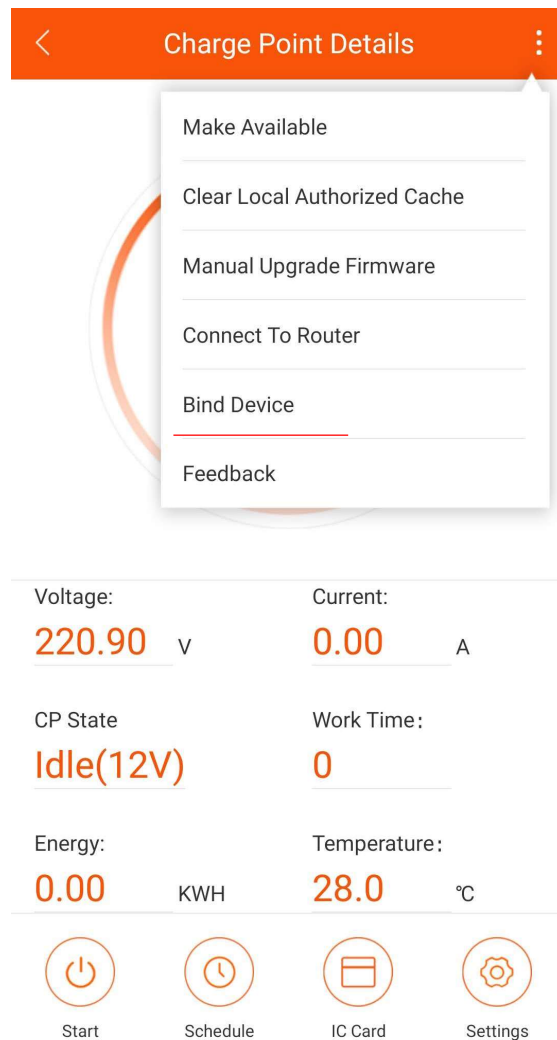 Charge Point Details
Make Available
Clear Local Authorized Cache
Manual Upgrade Firmware
Connect To Router
Bind Device
Feedback
Voltage: Current:
220.90 V 0.00 A
CP State Work Time：
Idle(12V) 0
Energy: Temperature：
0.00 KWH 28.0 ℃
Start Schedule IC Card Settings